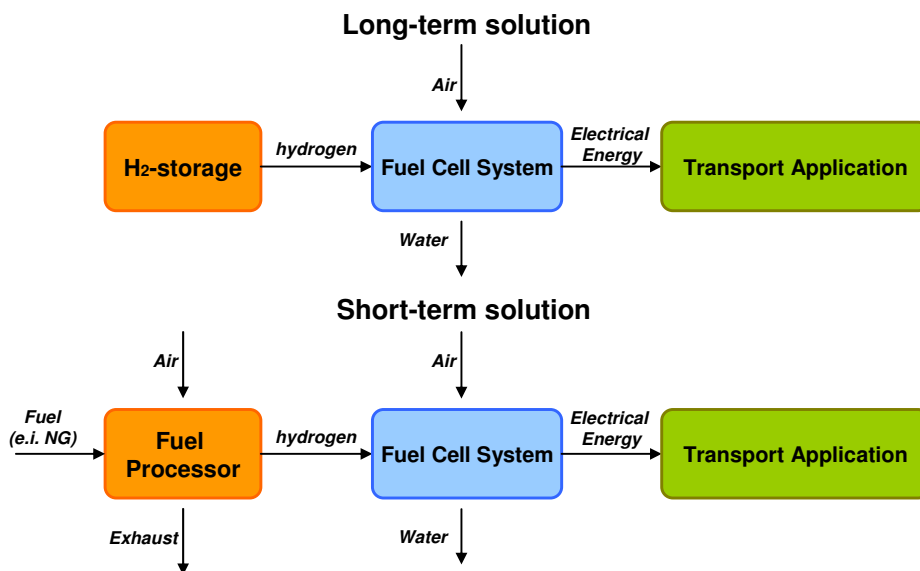 Long-term solution
Air
H2-storage
hydrogen
Fuel Cell System
Electrical
Energy
Transport Application
Water
Short-term solution
Air
Air
Fuel
(e.i. NG)
Fuel
Processor
hydrogen
Fuel Cell System
Electrical
Energy
Transport Application
Exhaust
Water